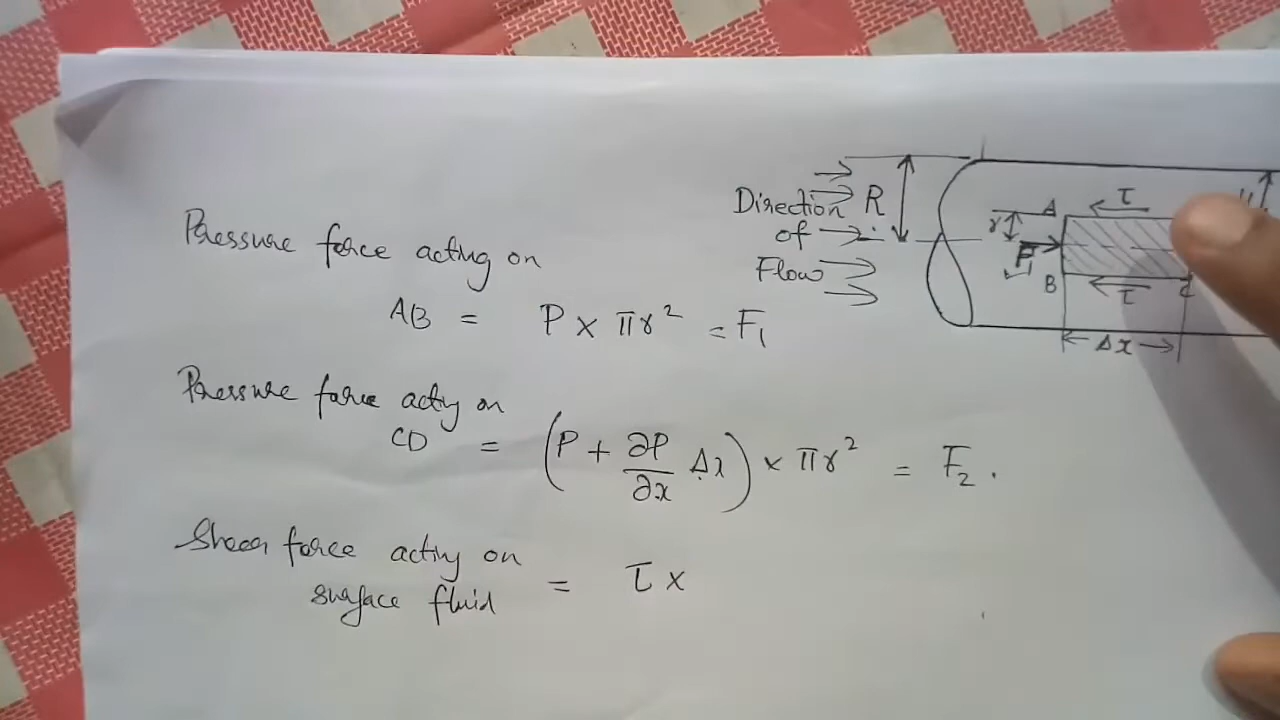 Pressure force acting on
AB = P × πr² = F₁
Pressure force acting on
CD = (P + ∂P/∂x Δx) × πr² = F₂.
Shear force acting on
surface fluid = τ ×
Direction
of
Flow
R
r
A
τ
F₁
B
τ
C
Δx